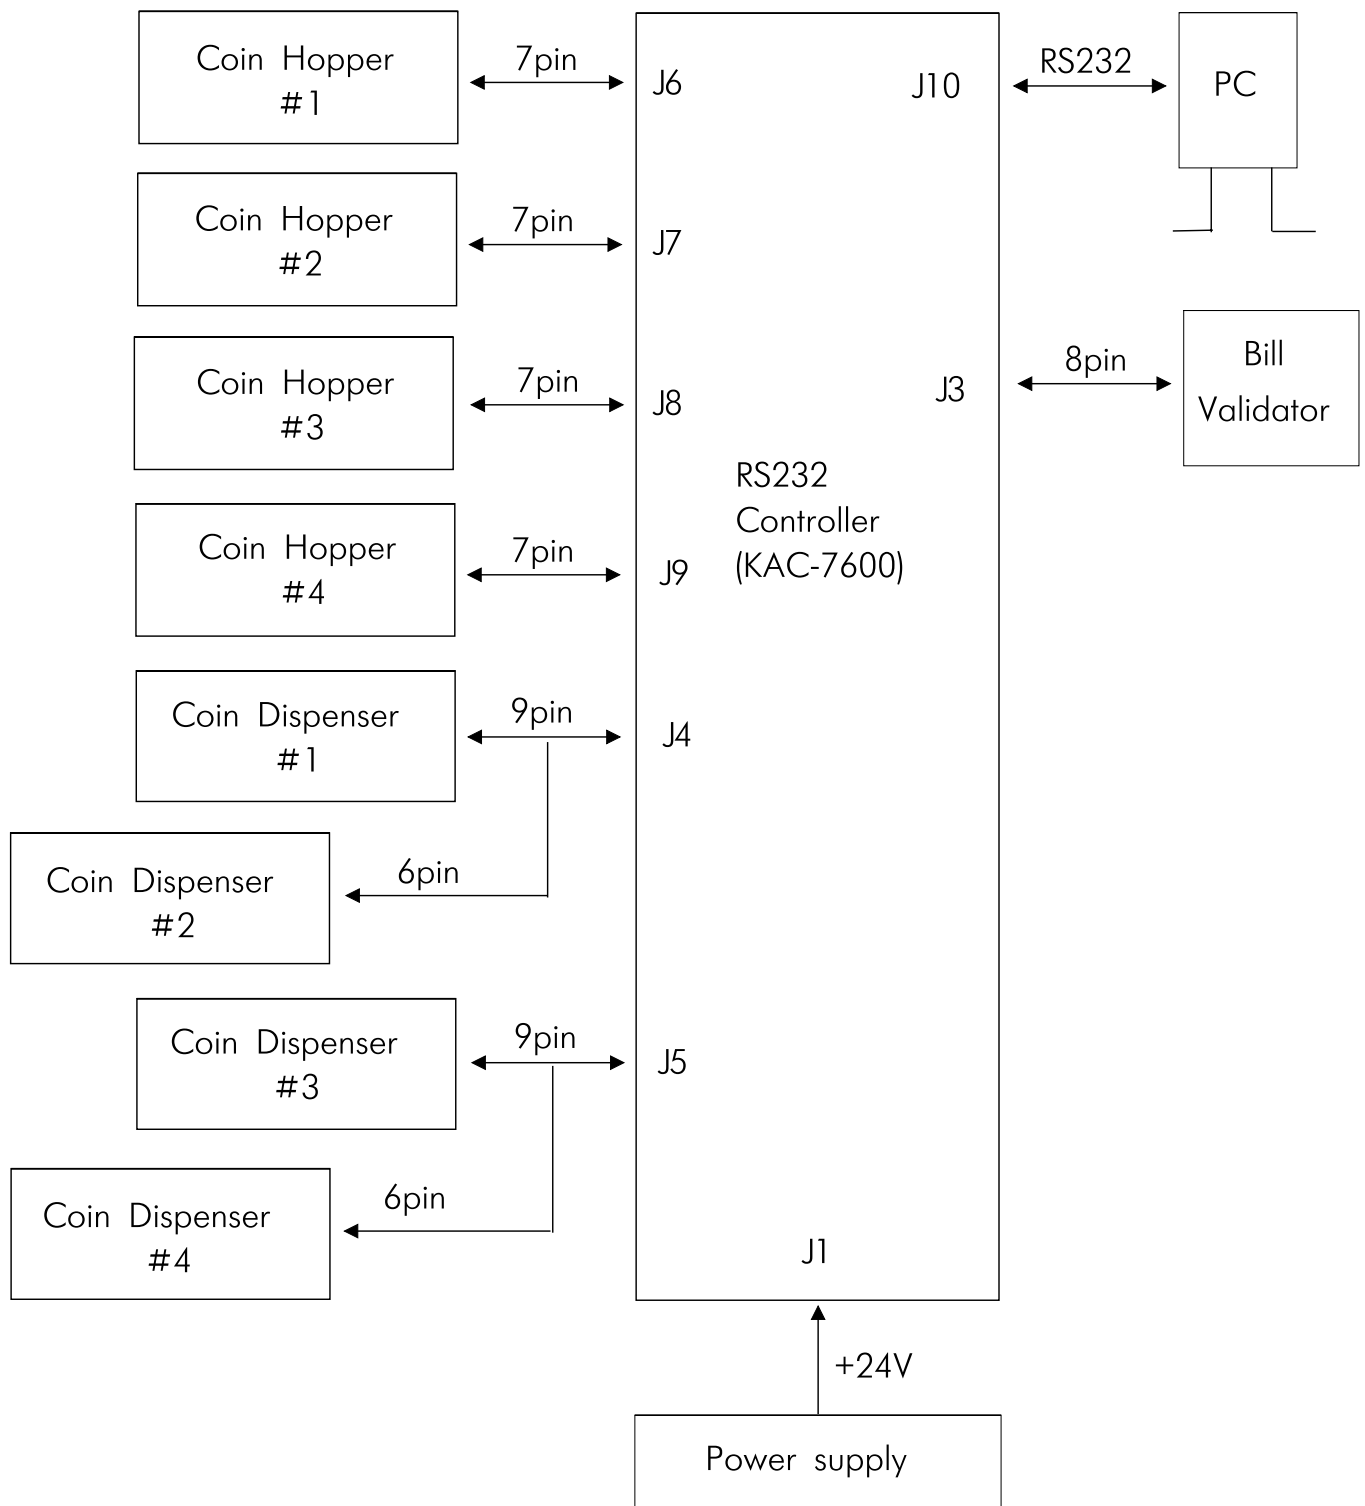 Coin Hopper
#1
7pin
J6
J10
RS232
PC
Coin Hopper
#2
7pin
J7
Coin Hopper
#3
7pin
J8
J3
8pin
Bill
Validator
RS232
Controller
(KAC-7600)
Coin Hopper
#4
7pin
J9
Coin Dispenser
#1
9pin
J4
Coin Dispenser
#2
6pin
Coin Dispenser
#3
9pin
J5
Coin Dispenser
#4
6pin
J1
+24V
Power supply